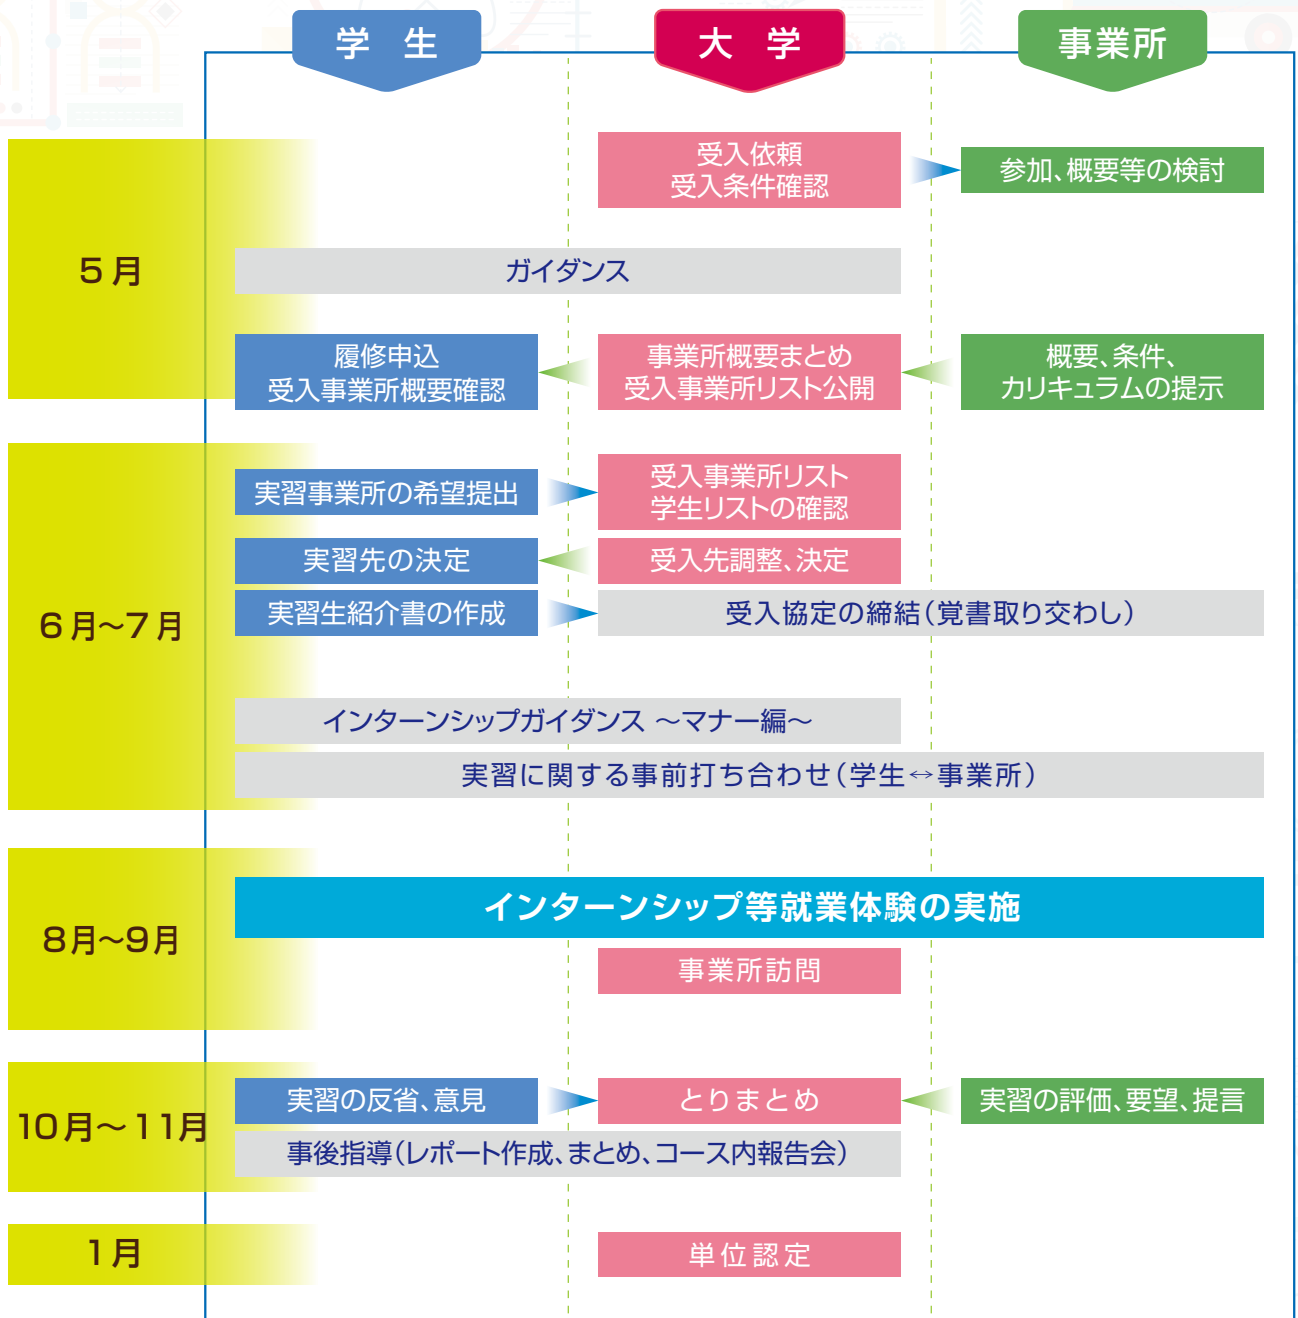 学 生
大 学
事業所
5月
受入依頼
受入条件確認
参加、概要等の検討
ガイダンス
履修申込
受入事業所概要確認
事業所概要まとめ
受入事業所リスト公開
概要、条件、
カリキュラムの提示
6月～7月
実習事業所の希望提出
受入事業所リスト
学生リストの確認
実習先の決定
受入先調整、決定
実習生紹介書の作成
受入協定の締結（覚書取り交わし）
インターンシップガイダンス ～マナー編～
実習に関する事前打ち合わせ（学生↔事業所）
8月～9月
インターンシップ等就業体験の実施
事業所訪問
10月～11月
実習の反省、意見
とりまとめ
実習の評価、要望、提言
事後指導（レポート作成、まとめ、コース内報告会）
1月
単位認定